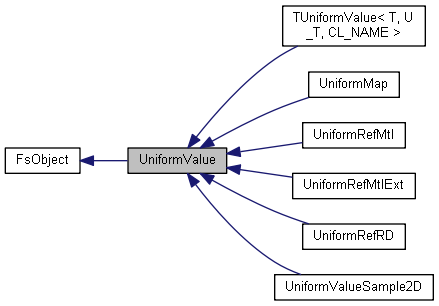 TUniformValue< T, U
_T, CL_NAME >
UniformMap
UniformRefMtl
FsObject
UniformValue
UniformRefMtlExt
UniformRefRD
UniformValueSample2D